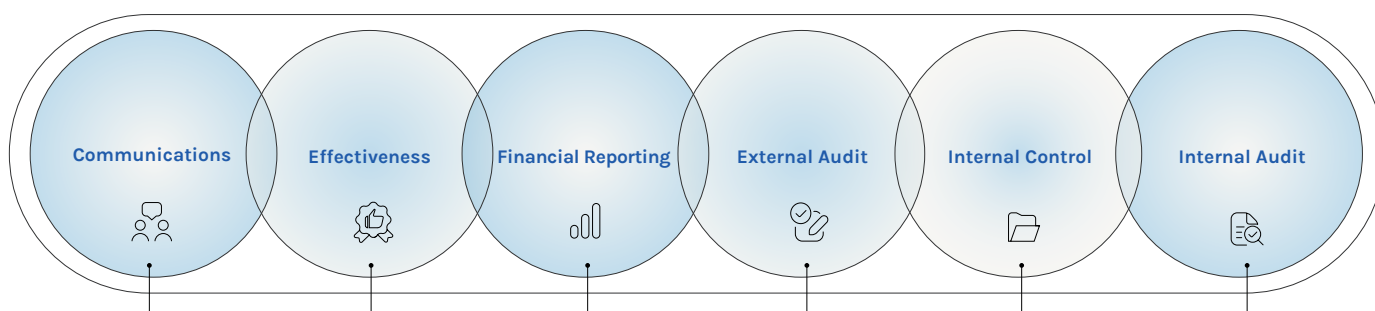 Communications
Effectiveness
Financial Reporting
External Audit
Internal Control
Internal Audit